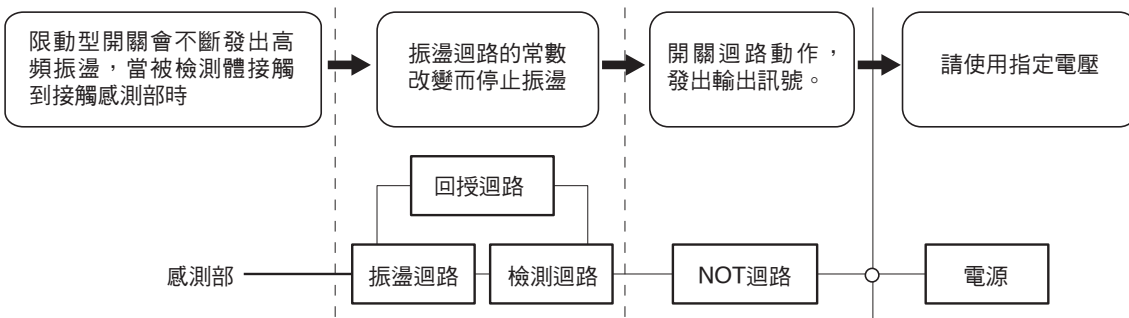 限動型開關會不斷發出高
頻振盪，當被檢測體接觸
到接觸感測部時
振盪迴路的常數
改變而停止振盪
開關迴路動作，
發出輸出訊號。
請使用指定電壓
回授迴路
感測部
振盪迴路
檢測迴路
NOT迴路
電源